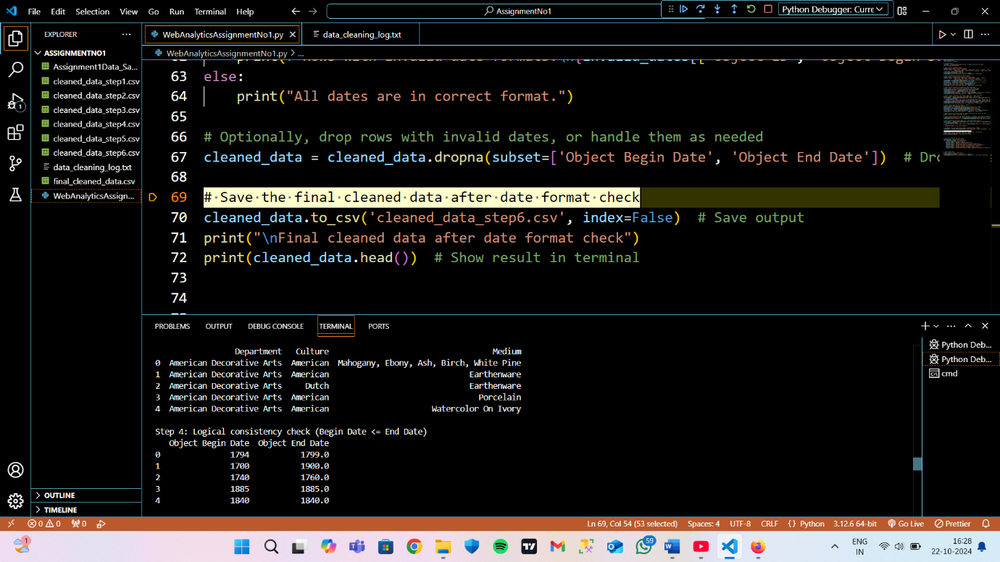 File Edit Selection View Go Run Terminal Help
AssignmentNo1
Python Debugger: Curre
EXPLORER
WebAnalyticsAssignmentNo1.py
data_cleaning_log.txt
WebAnalyticsAssignmentNo1.py > ...
ASSIGNMENTNO1
Assignment1Data_Sa...
cleaned_data_step1.csv
cleaned_data_step2.csv
cleaned_data_step3.csv
cleaned_data_step4.csv
cleaned_data_step5.csv
cleaned_data_step6.csv
data_cleaning_log.txt
final_cleaned_data.csv
WebAnalyticsAssign...
OUTLINE
TIMELINE
63 else:
64 print("All dates are in correct format.")
65
66 # Optionally, drop rows with invalid dates, or handle them as needed
67 cleaned_data = cleaned_data.dropna(subset=['Object Begin Date', 'Object End Date']) # Dro
68
69 # Save the final cleaned data after date format check
70 cleaned_data.to_csv('cleaned_data_step6.csv', index=False) # Save output
71 print("\nFinal cleaned data after date format check")
72 print(cleaned_data.head()) # Show result in terminal
73
74
PROBLEMS OUTPUT DEBUG CONSOLE TERMINAL PORTS
Python Deb...
Python Deb...
cmd
Department Culture Medium
0 American Decorative Arts American Mahogany, Ebony, Ash, Birch, White Pine
1 American Decorative Arts American Earthenware
2 American Decorative Arts Dutch Earthenware
3 American Decorative Arts American Porcelain
4 American Decorative Arts American Watercolor On Ivory
Step 4: Logical consistency check (Begin Date <= End Date)
Object Begin Date Object End Date
0 1794 1799.0
1 1700 1900.0
2 1740 1760.0
3 1885 1885.0
4 1840 1840.0
0 0 0 Ln 69, Col 54 (53 selected) Spaces: 4 UTF-8 CRLF {} Python 3.12.6 64-bit Go Live Prettier
1 59 ENG IN 16:28 22-10-2024